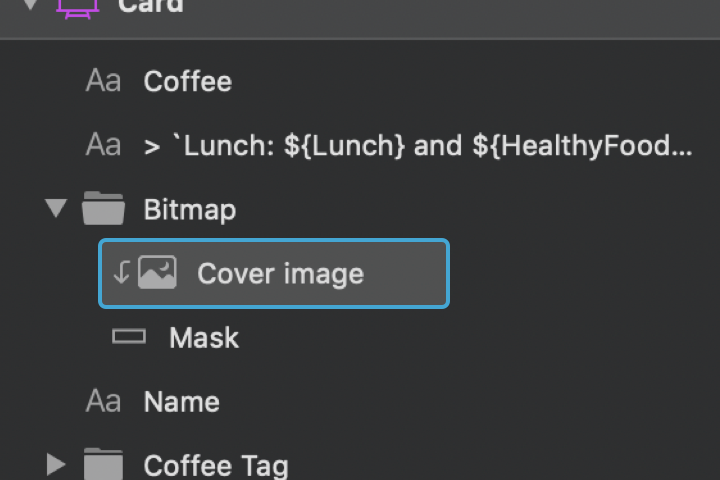 Card
Aa Coffee
Aa > `Lunch: ${Lunch} and ${HealthyFood...
Bitmap
Cover image
Mask
Aa Name
Coffee Tag